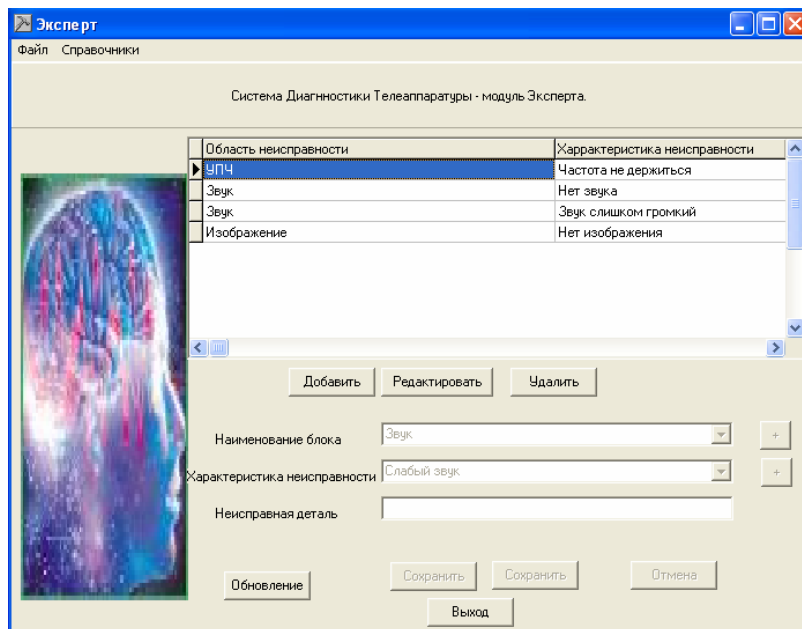 Эксперт
Файл Справочники
Система Диагнностики Телеаппаратуры - модуль Эксперта.
Область неисправности Харрактеристика неисправности
УПЧ Частота не держиться
Звук Нет звука
Звук Звук слишком громкий
Изображение Нет изображения
Добавить Редактировать Удалить
Наименование блока Звук +
Характеристика неисправности Слабый звук +
Неисправная деталь
Обновление Сохранить Сохранить Отмена
Выход